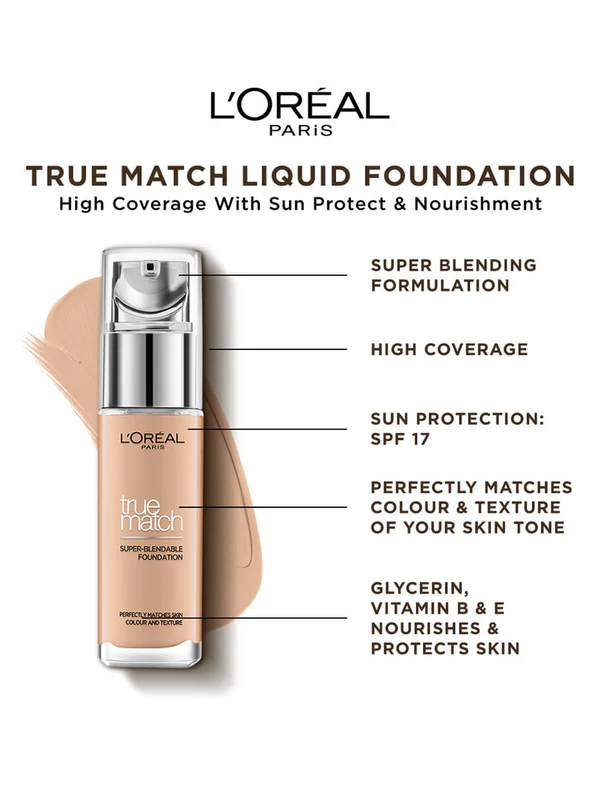 L'ORÉAL
PARiS
TRUE MATCH LIQUID FOUNDATION
High Coverage With Sun Protect & Nourishment
SUPER BLENDING
FORMULATION
HIGH COVERAGE
SUN PROTECTION:
SPF 17
PERFECTLY MATCHES
COLOUR & TEXTURE
OF YOUR SKIN TONE
GLYCERIN,
VITAMIN B & E
NOURISHES &
PROTECTS SKIN
L'ORÉAL
PARIS
true
match
SUPER-BLENDABLE
FOUNDATION
PERFECTLY MATCHES SKIN
COLOUR AND TEXTURE